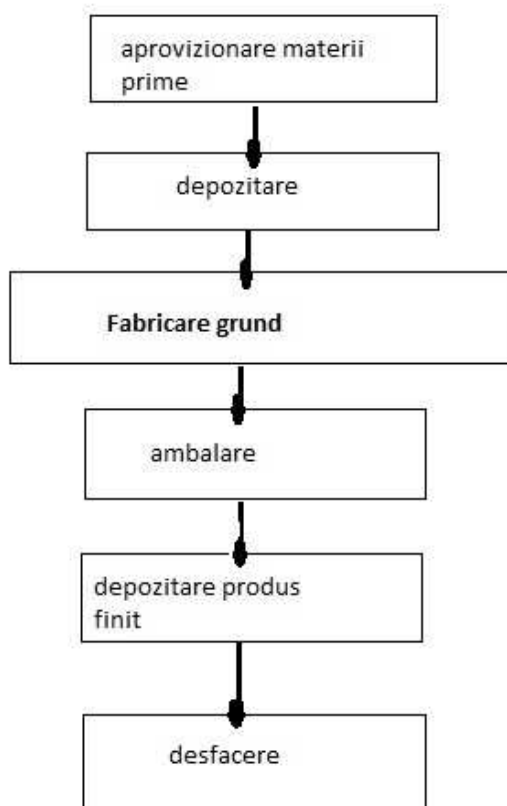 aprovizionare materii
prime
depozitare
Fabricare grund
ambalare
depozitare produs
finit
desfacere